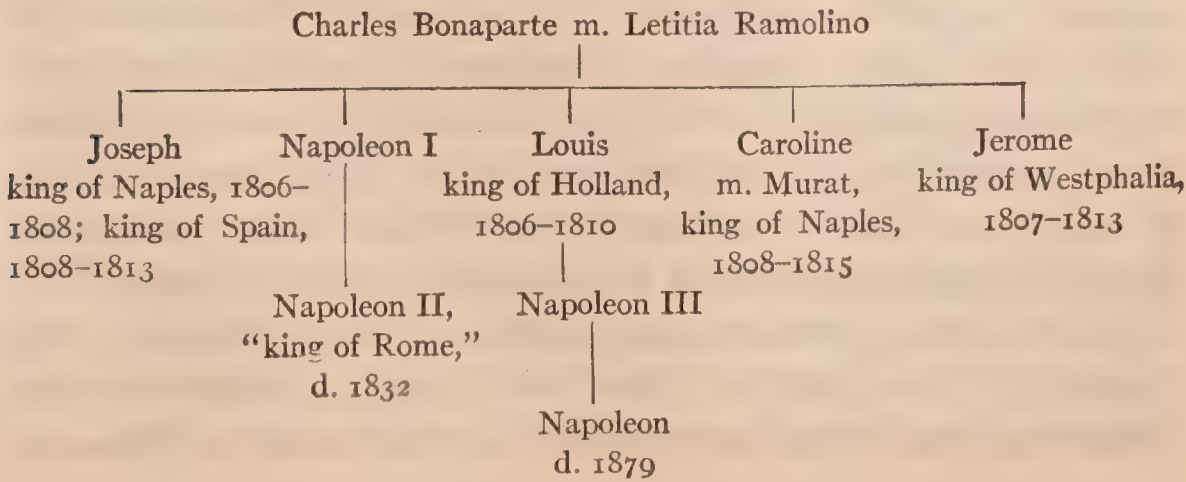 Charles Bonaparte m. Letitia Ramolino
Joseph
king of Naples, 1806–
1808; king of Spain,
1808–1813
Napoleon I
Louis
king of Holland,
1806–1810
Caroline
m. Murat,
king of Naples,
1808–1815
Jerome
king of Westphalia,
1807–1813
Napoleon II,
“king of Rome,”
d. 1832
Napoleon III
Napoleon
d. 1879